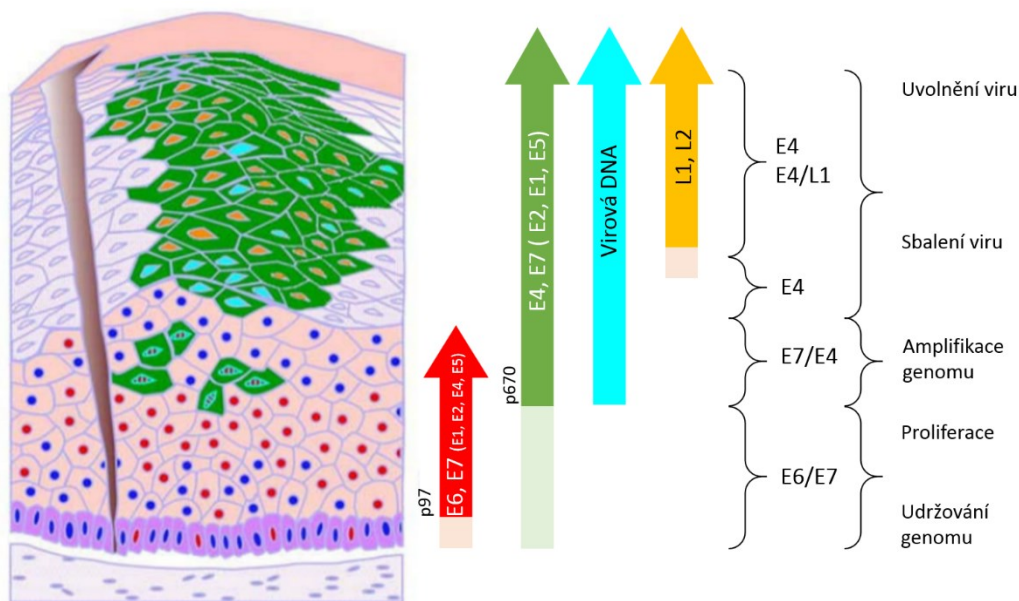 p97
E6, E7 (E1, E2, E4, E5)
p670
E4, E7 ( E2, E1, E5)
Virová DNA
L1, L2
E4
E4/L1
E4
E7/E4
E6/E7
Uvolnění viru
Sbalení viru
Amplifikace
genomu
Proliferace
Udržování
genomu